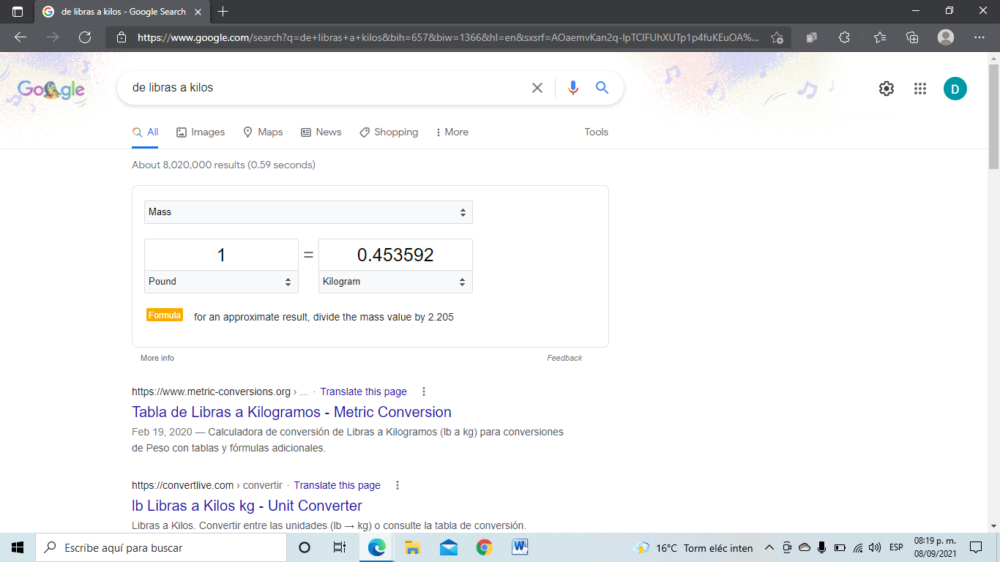 de libras a kilos - Google Search
https://www.google.com/search?q=de+libras+a+kilos&bih=657&biw=1366&hl=en&sxsrf=AOaemvKan2q-IpTClFUhXUTp1p4fuKEuOA%...
Google
de libras a kilos
D
All Images Maps News Shopping More Tools
About 8,020,000 results (0.59 seconds)
Mass
1 = 0.453592
Pound Kilogram
Formula for an approximate result, divide the mass value by 2.205
More info Feedback
https://www.metric-conversions.org › ... · Translate this page
Tabla de Libras a Kilogramos - Metric Conversion
Feb 19, 2020 — Calculadora de conversión de Libras a Kilogramos (lb a kg) para conversiones
de Peso con tablas y fórmulas adicionales.
https://convertlive.com › convertir · Translate this page
lb Libras a Kilos kg - Unit Converter
Libras a Kilos. Convertir entre las unidades (lb → kg) o consulte la tabla de conversión.
Escribe aquí para buscar
W
16°C Torm eléc inten
ESP
08:19 p. m.
08/09/2021